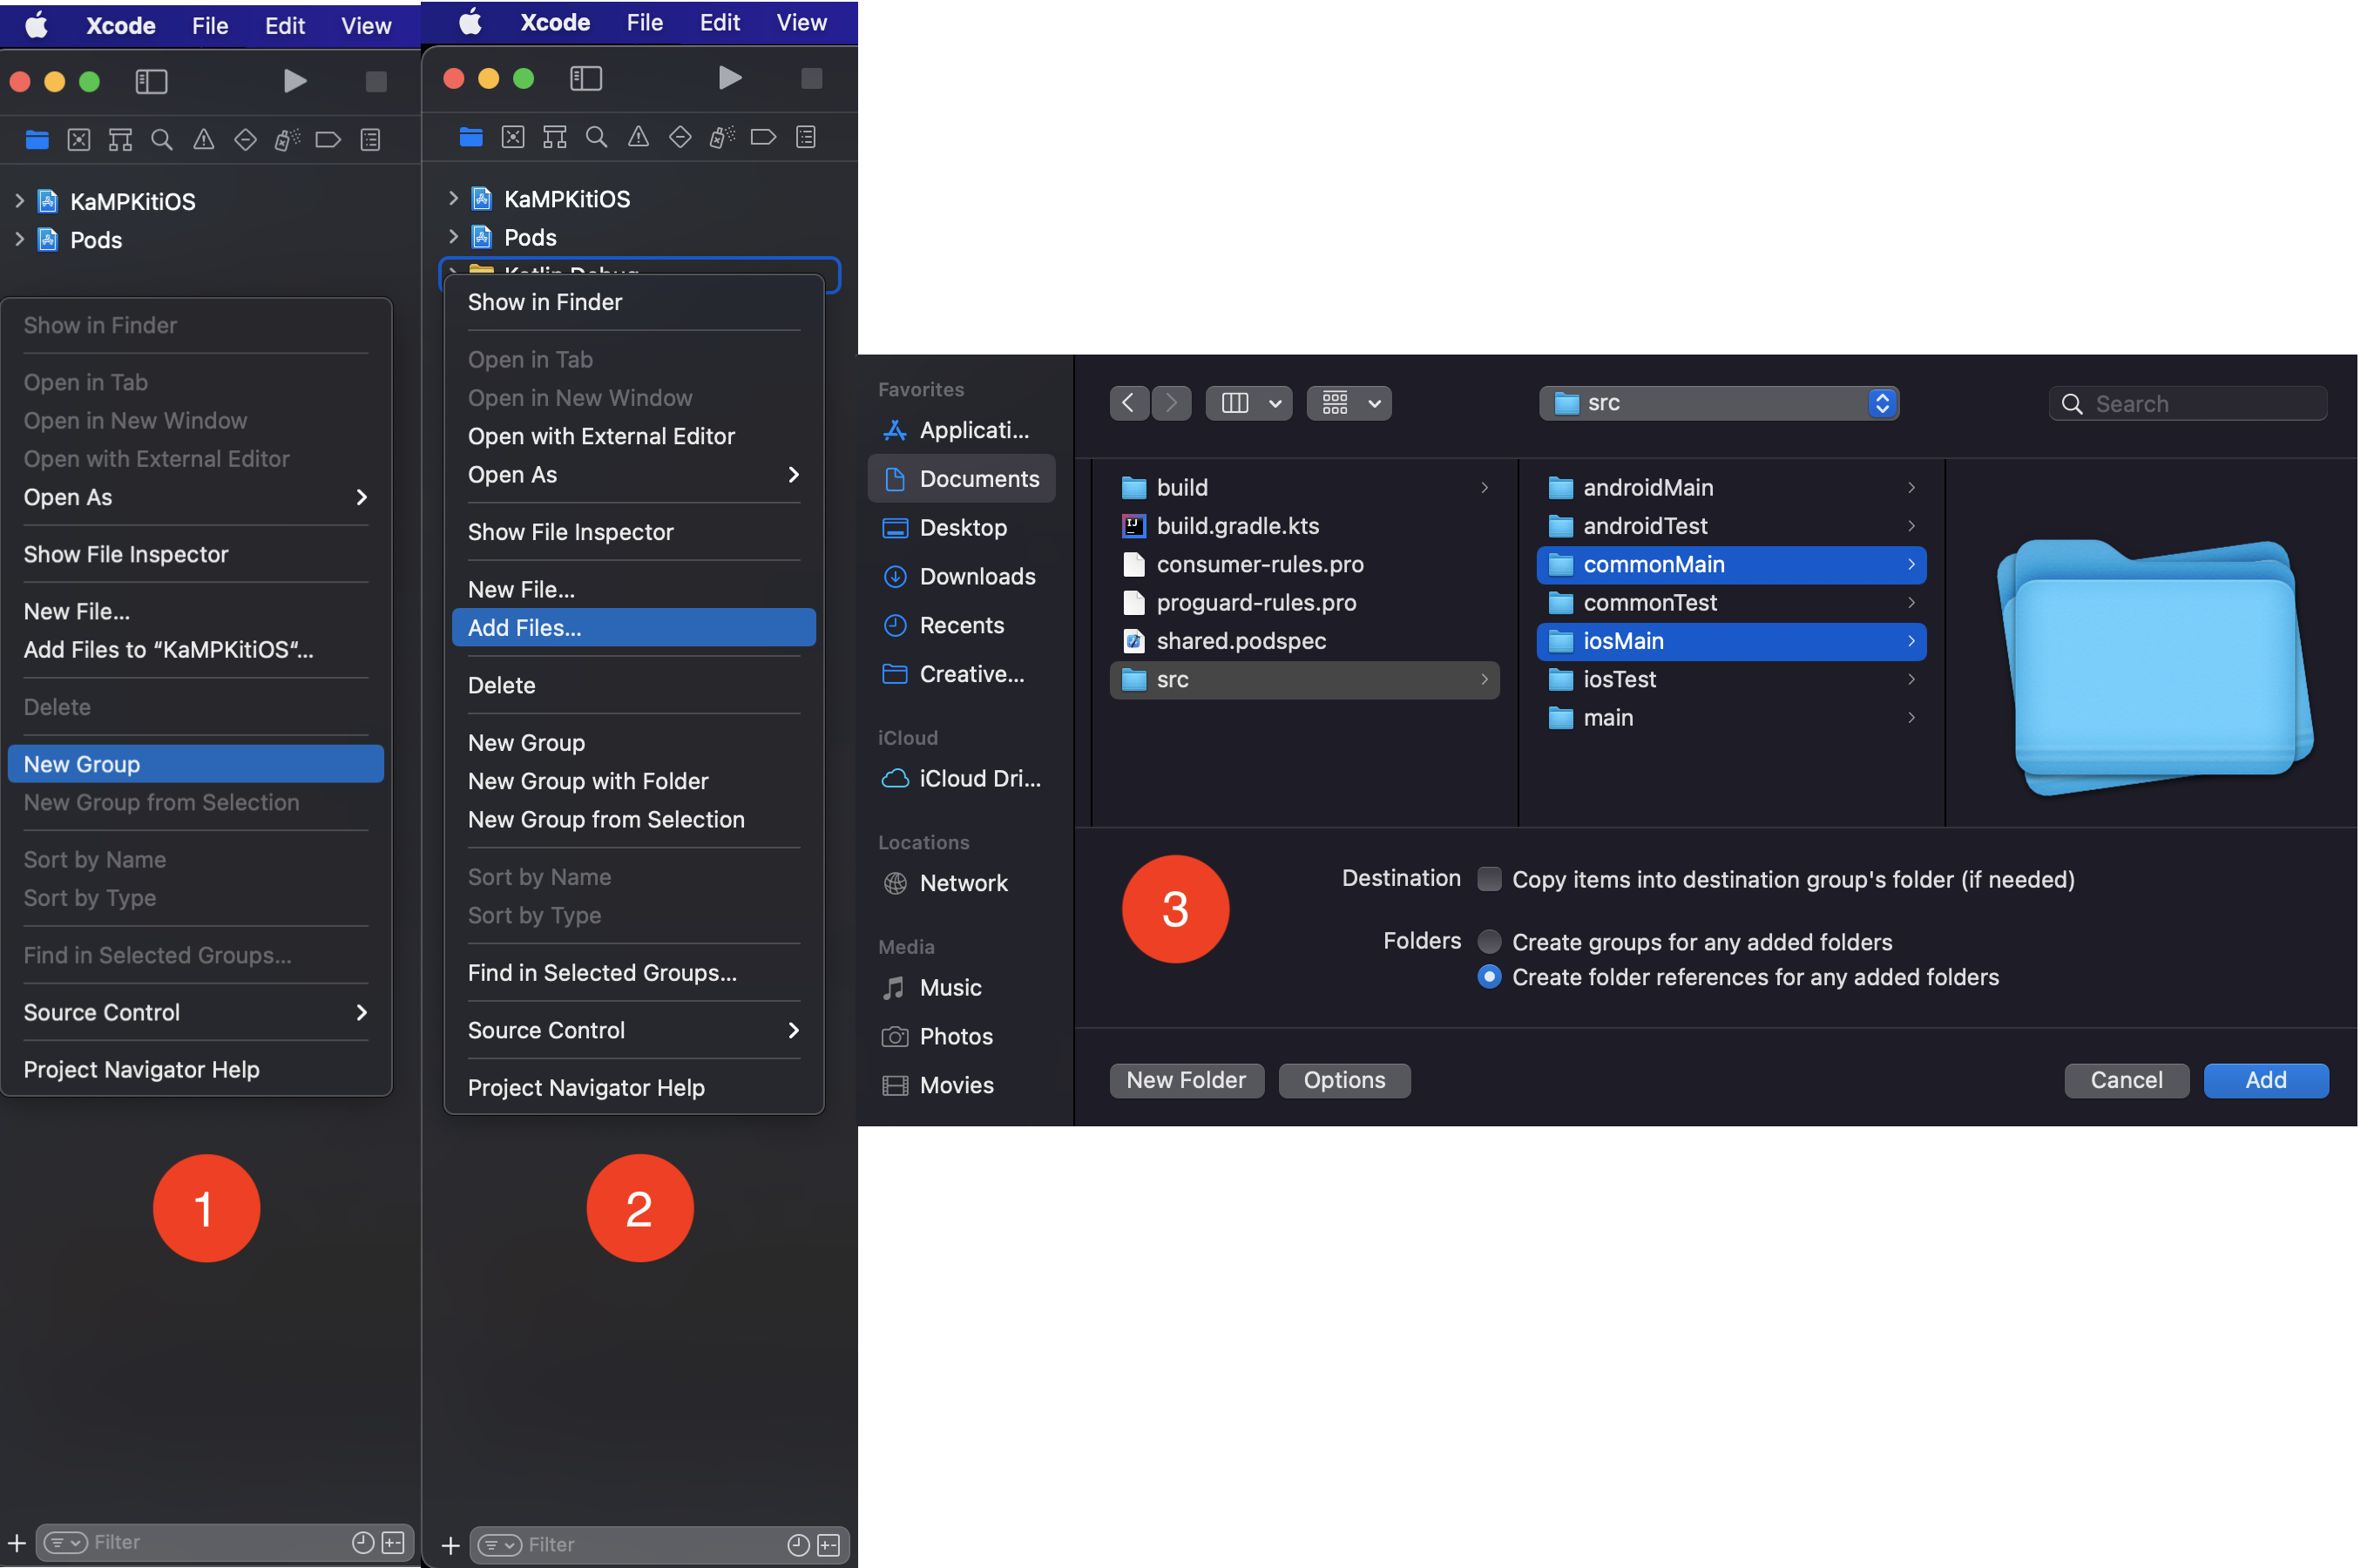 Xcode File Edit View
KaMPKitiOS
Pods
Show in Finder
Open in Tab
Open in New Window
Open with External Editor
Open As
Show File Inspector
New File...
Add Files to “KaMPKitiOS“...
Delete
New Group
New Group from Selection
Sort by Name
Sort by Type
Find in Selected Groups...
Source Control
Project Navigator Help
1
Filter
Xcode File Edit View
KaMPKitiOS
Pods
Kotlin Debug
Show in Finder
Open in Tab
Open in New Window
Open with External Editor
Open As
Show File Inspector
New File...
Add Files...
Delete
New Group
New Group with Folder
New Group from Selection
Sort by Name
Sort by Type
Find in Selected Groups...
Source Control
Project Navigator Help
2
Filter
Favorites
Applicati...
Documents
Desktop
Downloads
Recents
Creative...
iCloud
iCloud Dri...
Locations
Network
Media
Music
Photos
Movies
src
Search
build
build.gradle.kts
consumer-rules.pro
proguard-rules.pro
shared.podspec
src
androidMain
androidTest
commonMain
commonTest
iosMain
iosTest
main
3
Destination Copy items into destination group's folder (if needed)
Folders Create groups for any added folders
Create folder references for any added folders
New Folder Options Cancel Add